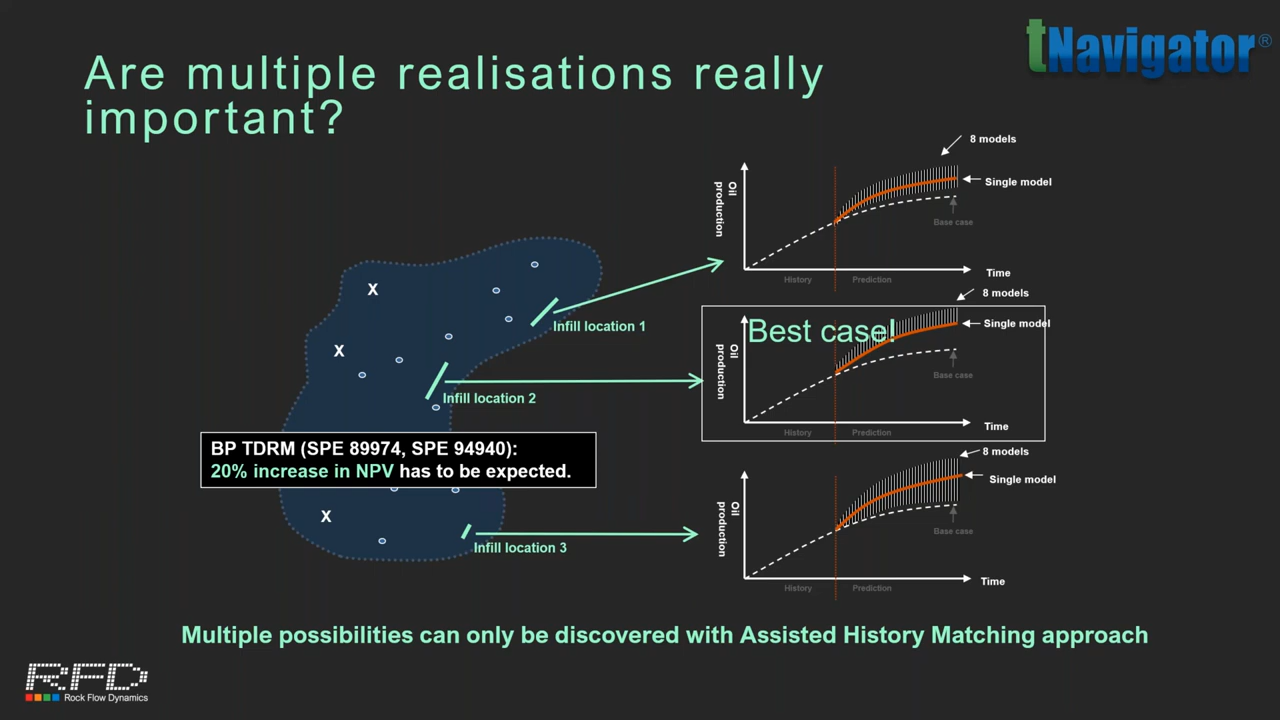 tNavigator®
Are multiple realisations really
important?
8 models
Oil
production
Single model
Base case
Time
History
Prediction
X
X
Infill location 1
8 models
Best case!
Oil
production
Single model
Base case
Time
History
Prediction
Infill location 2
BP TDRM (SPE 89974, SPE 94940):
20% increase in NPV has to be expected.
8 models
Oil
production
Single model
Base case
Time
History
Prediction
X
Infill location 3
Multiple possibilities can only be discovered with Assisted History Matching approach
RFD
Rock Flow Dynamics